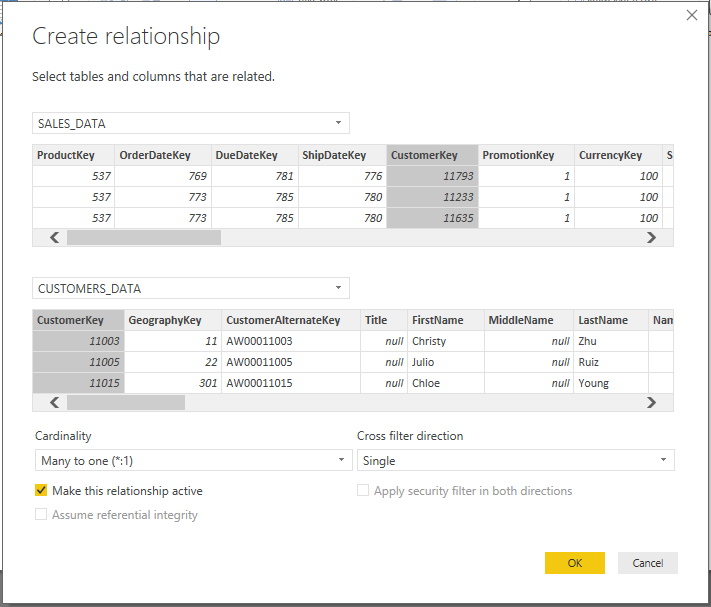 Create relationship
Select tables and columns that are related.
SALES_DATA
ProductKey OrderDateKey DueDateKey ShipDateKey CustomerKey PromotionKey CurrencyKey S
537 769 781 776 11793 1 100
537 773 785 780 11233 1 100
537 773 785 780 11635 1 100
CUSTOMERS_DATA
CustomerKey GeographyKey CustomerAlternateKey Title FirstName MiddleName LastName Nam
11003 11 AW00011003 null Christy null Zhu
11005 22 AW00011005 null Julio null Ruiz
11015 301 AW00011015 null Chloe null Young
Cardinality Cross filter direction
Many to one (*:1) Single
Make this relationship active Apply security filter in both directions
Assume referential integrity
OK Cancel